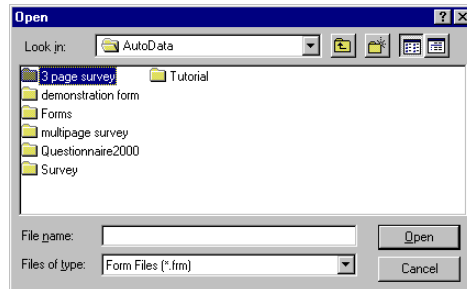 Open
Look in: AutoData
3 page survey Tutorial
demonstration form
Forms
multipage survey
Questionnaire2000
Survey
File name: Open
Files of type: Form Files (*.frm) Cancel